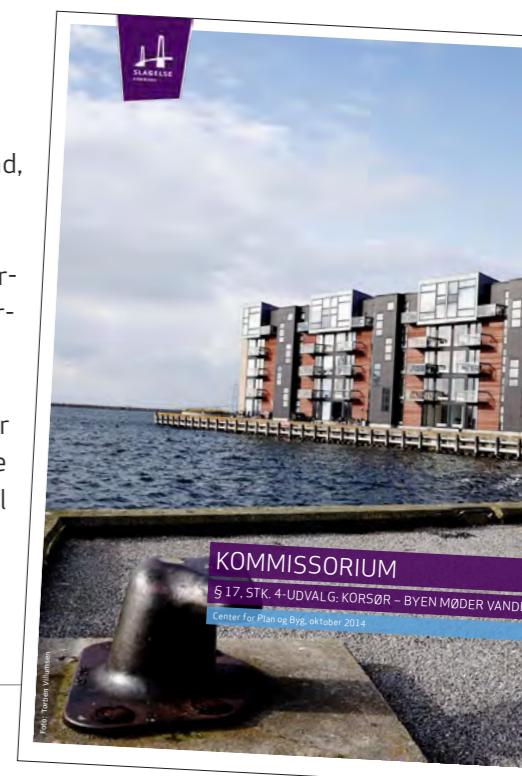 d,
r-
r-
r
e
l
SLAGELSE
KOMMISSORIUM
§ 17, STK. 4-UDVALG: KORSØR – BYEN MØDER VAND
Center for Plan og Byg, oktober 2014
Foto: Torben Villumsen